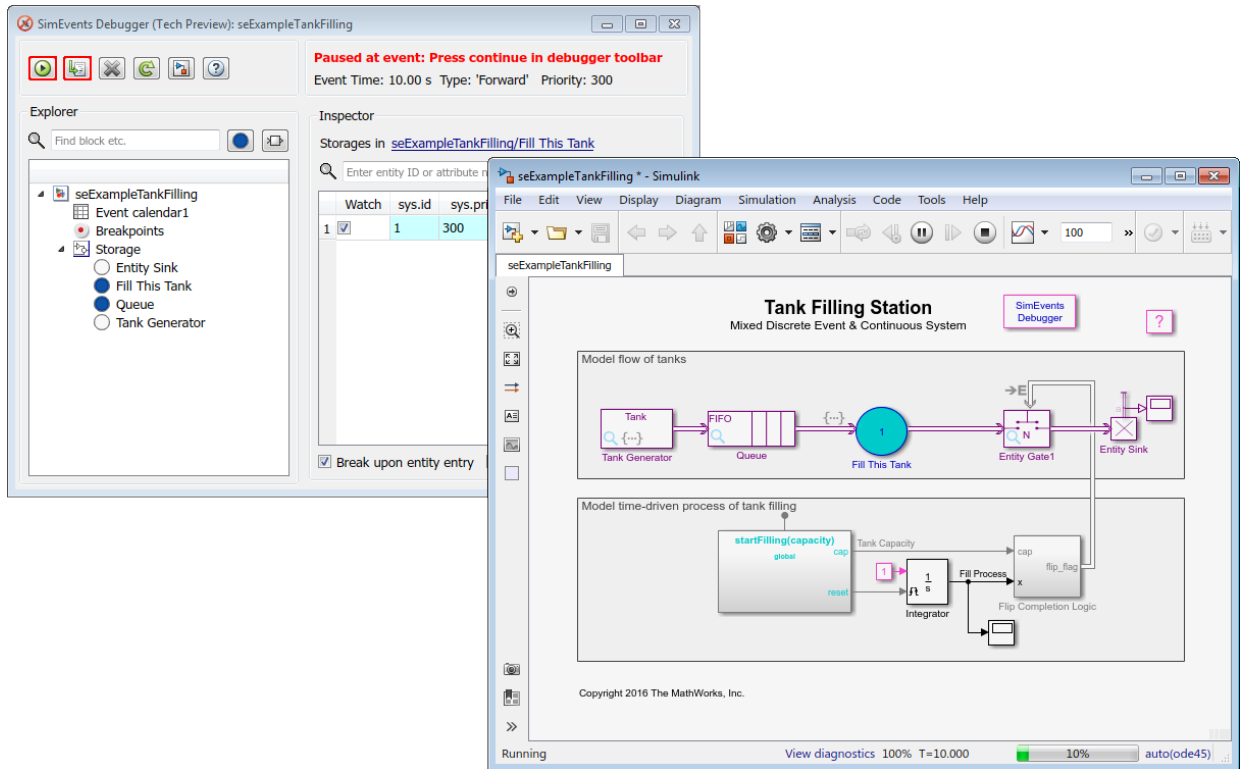 SimEvents Debugger (Tech Preview): seExampleTankFilling
Paused at event: Press continue in debugger toolbar
Event Time: 10.00 s Type: 'Forward' Priority: 300
Explorer
Find block etc.
seExampleTankFilling
Event calendar1
Breakpoints
Storage
Entity Sink
Fill This Tank
Queue
Tank Generator
Inspector
Storages in seExampleTankFilling/Fill This Tank
Enter entity ID or attribute n
Watch sys.id sys.pri
1 1 300
Break upon entity entry
seExampleTankFilling * - Simulink
File Edit View Display Diagram Simulation Analysis Code Tools Help
100 »
seExampleTankFilling
Tank Filling Station
Mixed Discrete Event & Continuous System
SimEvents
Debugger
?
Model flow of tanks
Tank
{···}
Tank Generator
FIFO
Queue
{···}
1
Fill This Tank
E
N
Entity Gate1
Entity Sink
Model time-driven process of tank filling
startFilling(capacity)
global
cap
reset
Tank Capacity
1
1
s
Integrator
Fill Process
cap
x
flip_flag
Flip Completion Logic
Copyright 2016 The MathWorks, Inc.
Running
View diagnostics 100% T=10.000
10%
auto(ode45)